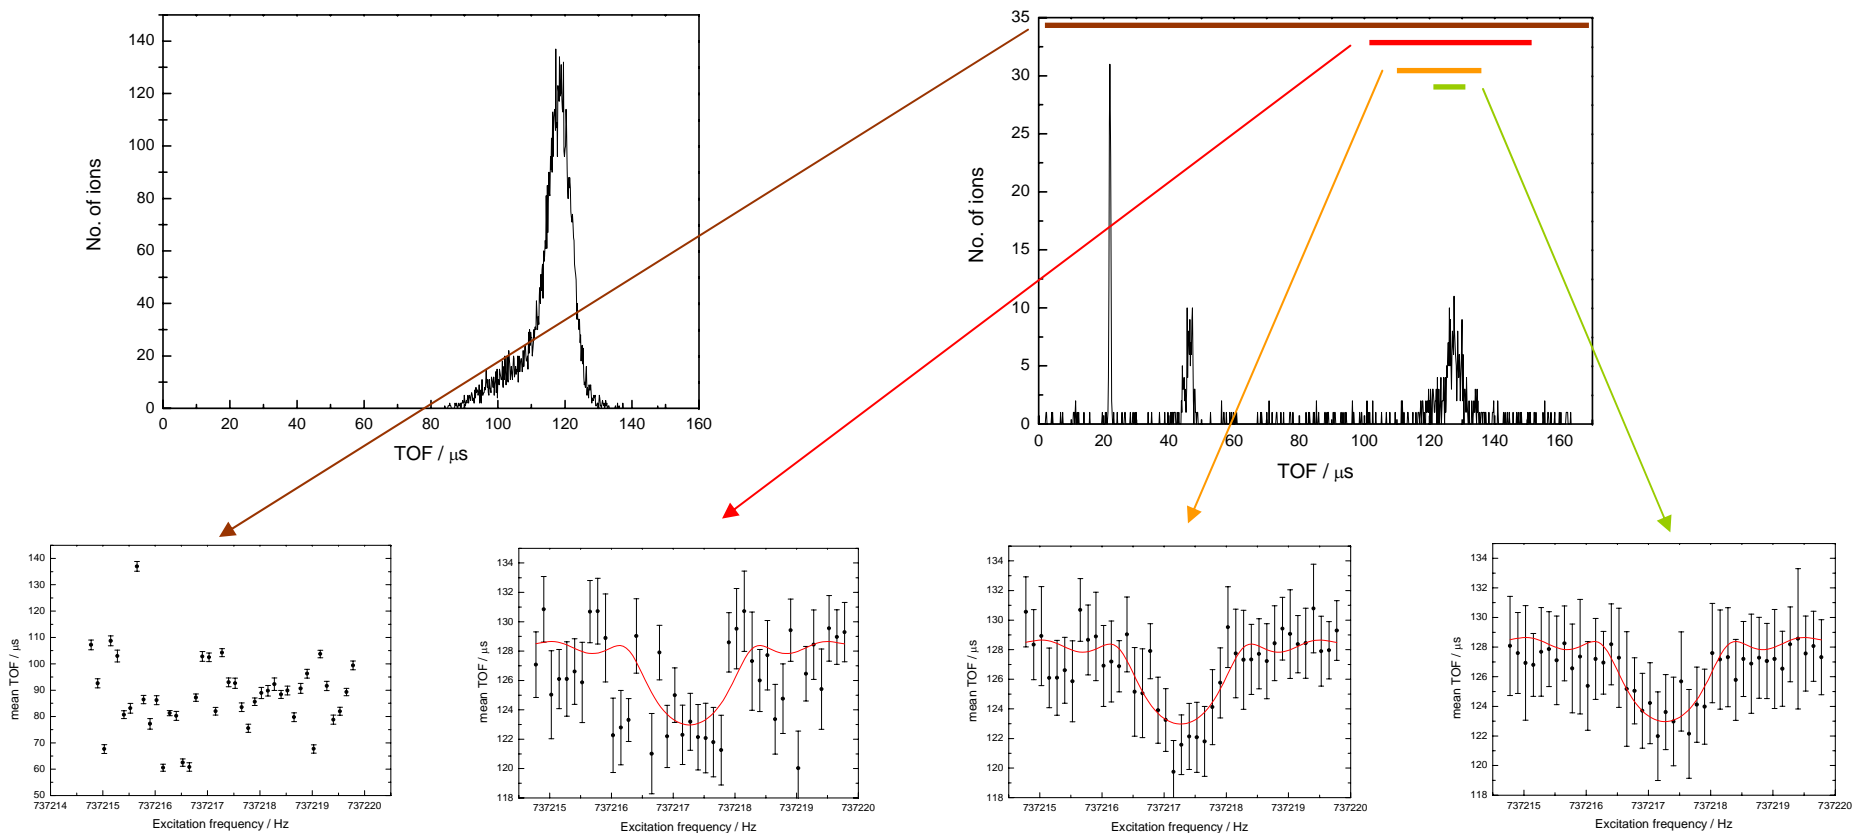 140
120
100
80
60
40
20
0
No. of ions
0 20 40 60 80 100 120 140 160
TOF / μs
35
30
25
20
15
10
5
0
No. of ions
0 20 40 60 80 100 120 140 160
TOF / μs
140
130
120
110
100
90
80
70
60
50
mean TOF / μs
737214 737215 737216 737217 737218 737219 737220
Excitation frequency / Hz
134
132
130
128
126
124
122
120
118
mean TOF / μs
737215 737216 737217 737218 737219 737220
Excitation frequency / Hz
134
132
130
128
126
124
122
120
118
mean TOF / μs
737215 737216 737217 737218 737219 737220
Excitation frequency / Hz
134
132
130
128
126
124
122
120
118
mean TOF / μs
737215 737216 737217 737218 737219 737220
Excitation frequency / Hz